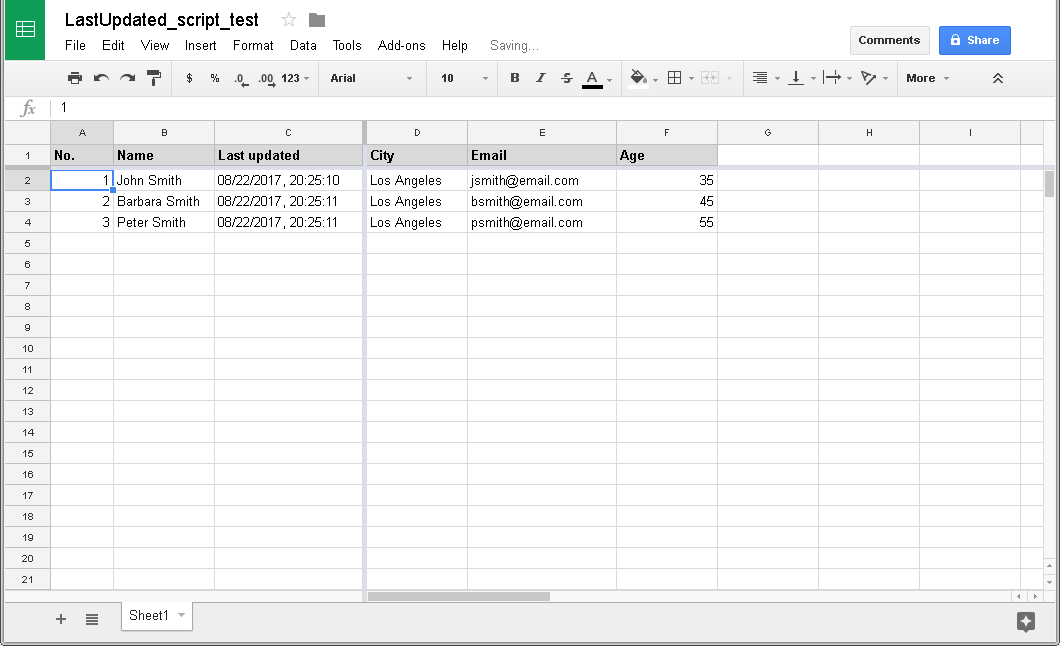 LastUpdated_script_test
File Edit View Insert Format Data Tools Add-ons Help Saving...
Comments Share
$ % .0 .00 123 Arial 10 B I S A More
fx 1
A B C D E F G H I
1 No. Name Last updated City Email Age
2 1 John Smith 08/22/2017, 20:25:10 Los Angeles jsmith@email.com 35
3 2 Barbara Smith 08/22/2017, 20:25:11 Los Angeles bsmith@email.com 45
4 3 Peter Smith 08/22/2017, 20:25:11 Los Angeles psmith@email.com 55
5
6
7
8
9
10
11
12
13
14
15
16
17
18
19
20
21
Sheet1